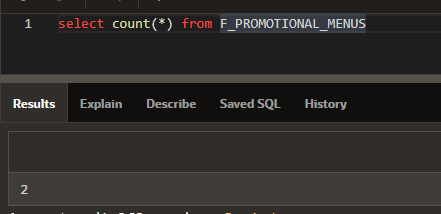 1 select count(*) from F_PROMOTIONAL_MENUS
Results Explain Describe Saved SQL History
2